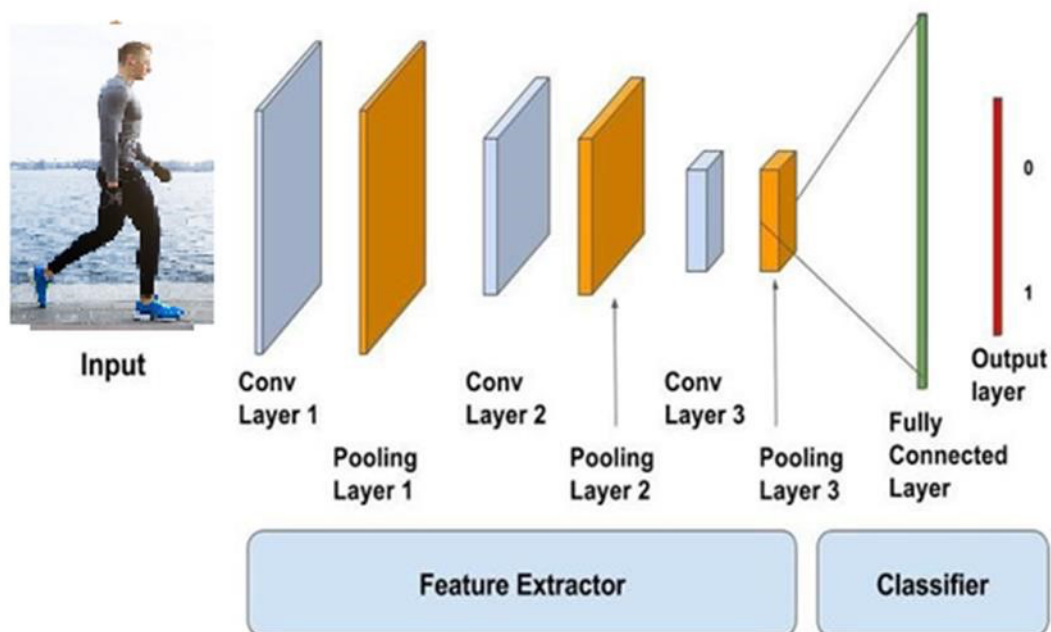 Input
Conv
Layer 1
Pooling
Layer 1
Conv
Layer 2
Pooling
Layer 2
Conv
Layer 3
Pooling
Layer 3
Fully
Connected
Layer
0
1
Output
layer
Feature Extractor
Classifier